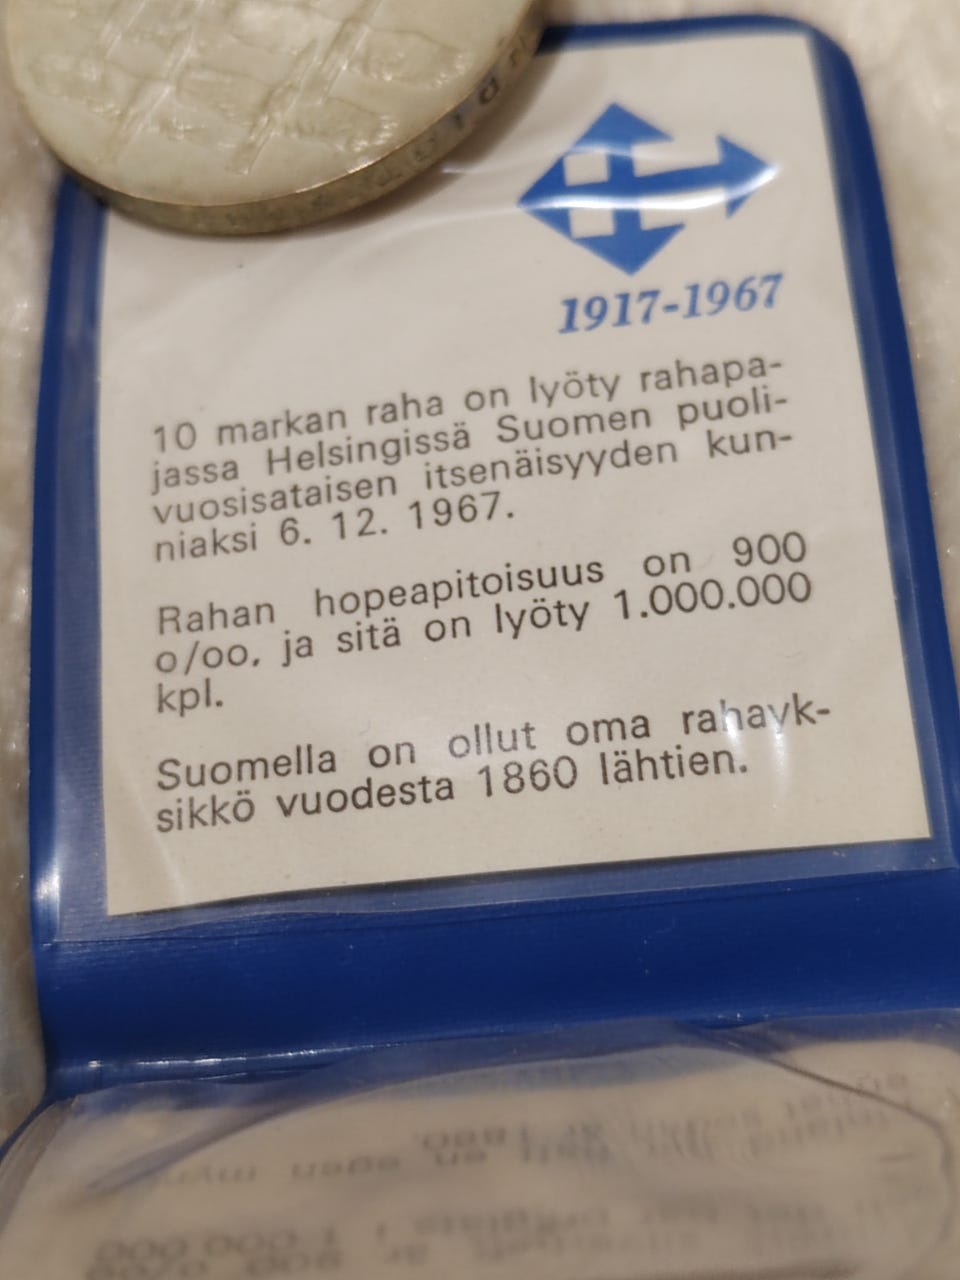 1917-1967
10 markan raha on lyöty rahapa-
jassa Helsingissä Suomen puoli-
vuosisataisen itsenäisyyden kun-
niaksi 6. 12. 1967.
Rahan hopeapitoisuus on 900
o/oo, ja sitä on lyöty 1.000.000
kpl.
Suomella on ollut oma rahayk-
sikkö vuodesta 1860 lähtien.